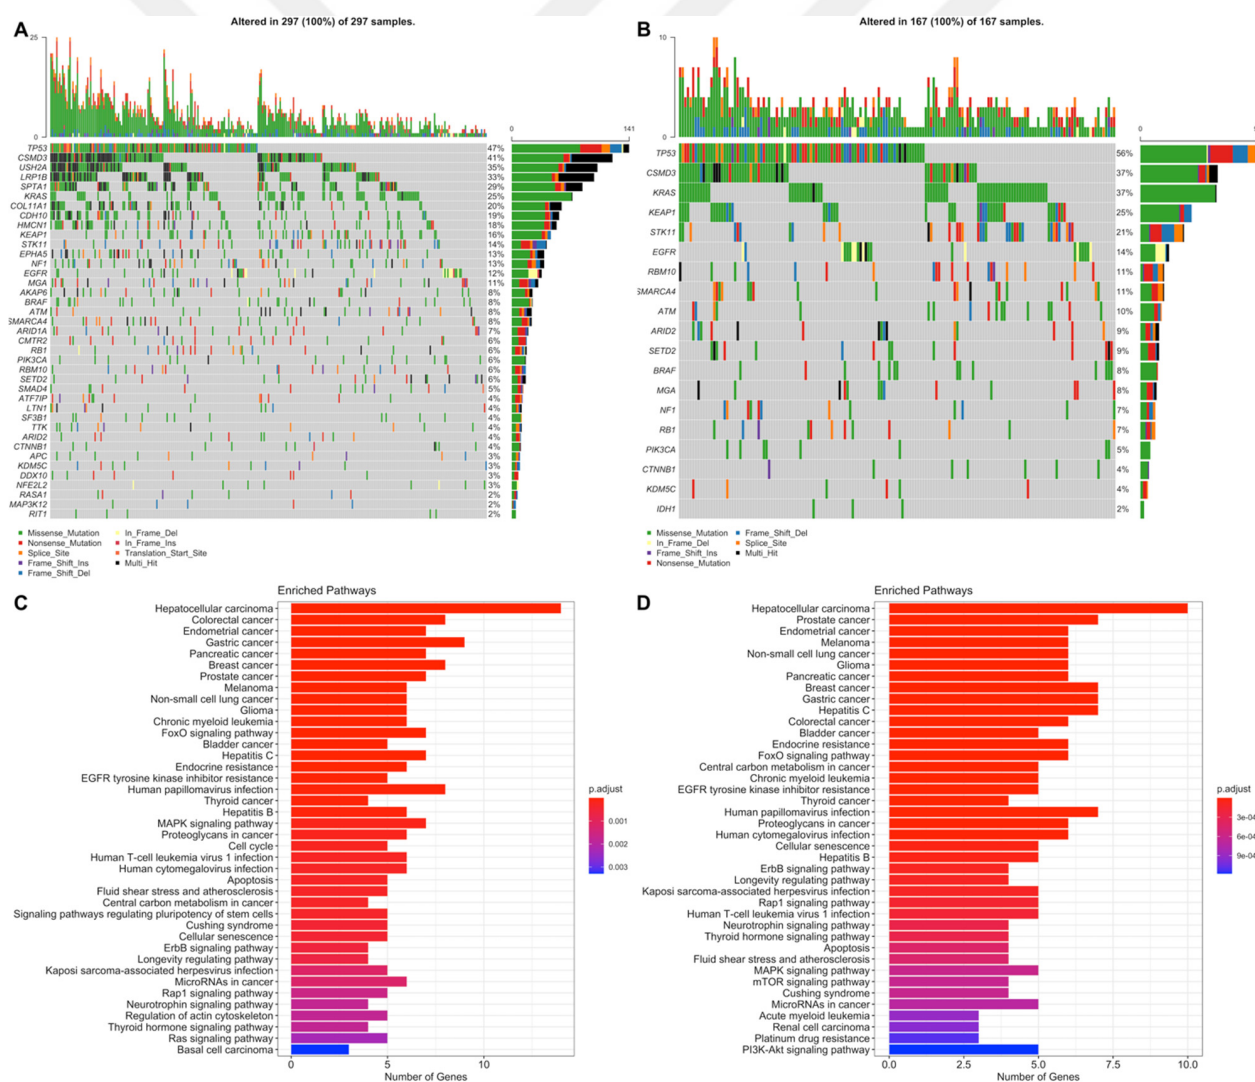 A
Altered in 297 (100%) of 297 samples.
25
0
0 141
TP53 47%
CSMD3 41%
USH2A 35%
LRP1B 33%
SPTA1 29%
KRAS 25%
COL11A1 20%
CDH10 19%
HMCN1 18%
KEAP1 16%
STK11 14%
EPHA5 13%
NF1 13%
EGFR 12%
MGA 11%
AKAP6 8%
BRAF 8%
ATM 8%
SMARCA4 8%
ARID1A 7%
CMTR2 6%
RB1 6%
PIK3CA 6%
RBM10 6%
SETD2 6%
SMAD4 5%
ATF7IP 4%
LTN1 4%
SF3B1 4%
TTK 4%
ARID2 4%
CTNNB1 4%
APC 3%
KDM5C 3%
DDX10 3%
NFE2L2 3%
RASA1 2%
MAP3K12 2%
RIT1 2%
Missense_Mutation In_Frame_Del
Nonsense_Mutation In_Frame_Ins
Splice_Site Translation_Start_Site
Frame_Shift_Ins Multi_Hit
Frame_Shift_Del
B
Altered in 167 (100%) of 167 samples.
10
0
0
TP53 56%
CSMD3 37%
KRAS 37%
KEAP1 25%
STK11 21%
EGFR 14%
RBM10 11%
SMARCA4 11%
ATM 10%
ARID2 9%
SETD2 9%
BRAF 8%
MGA 8%
NF1 7%
RB1 7%
PIK3CA 5%
CTNNB1 4%
KDM5C 4%
IDH1 2%
Missense_Mutation Frame_Shift_Del
In_Frame_Del Splice_Site
Frame_Shift_Ins Multi_Hit
Nonsense_Mutation
C
Enriched Pathways
Hepatocellular carcinoma
Colorectal cancer
Endometrial cancer
Gastric cancer
Pancreatic cancer
Breast cancer
Prostate cancer
Melanoma
Non-small cell lung cancer
Glioma
Chronic myeloid leukemia
FoxO signaling pathway
Bladder cancer
Hepatitis C
Endocrine resistance
EGFR tyrosine kinase inhibitor resistance
Human papillomavirus infection
Thyroid cancer
Hepatitis B
MAPK signaling pathway
Proteoglycans in cancer
Cell cycle
Human T-cell leukemia virus 1 infection
Human cytomegalovirus infection
Apoptosis
Fluid shear stress and atherosclerosis
Central carbon metabolism in cancer
Signaling pathways regulating pluripotency of stem cells
Cushing syndrome
Cellular senescence
ErbB signaling pathway
Longevity regulating pathway
Kaposi sarcoma-associated herpesvirus infection
MicroRNAs in cancer
Rap1 signaling pathway
Neurotrophin signaling pathway
Regulation of actin cytoskeleton
Thyroid hormone signaling pathway
Ras signaling pathway
Basal cell carcinoma
0 5 10
Number of Genes
p.adjust
0.001
0.002
0.003
D
Enriched Pathways
Hepatocellular carcinoma
Prostate cancer
Endometrial cancer
Melanoma
Non-small cell lung cancer
Glioma
Pancreatic cancer
Breast cancer
Gastric cancer
Hepatitis C
Colorectal cancer
Bladder cancer
Endocrine resistance
FoxO signaling pathway
Central carbon metabolism in cancer
Chronic myeloid leukemia
EGFR tyrosine kinase inhibitor resistance
Thyroid cancer
Human papillomavirus infection
Proteoglycans in cancer
Human cytomegalovirus infection
Cellular senescence
Hepatitis B
ErbB signaling pathway
Longevity regulating pathway
Kaposi sarcoma-associated herpesvirus infection
Rap1 signaling pathway
Human T-cell leukemia virus 1 infection
Neurotrophin signaling pathway
Thyroid hormone signaling pathway
Apoptosis
Fluid shear stress and atherosclerosis
MAPK signaling pathway
mTOR signaling pathway
Cushing syndrome
MicroRNAs in cancer
Acute myeloid leukemia
Renal cell carcinoma
Platinum drug resistance
PI3K-Akt signaling pathway
0.0 2.5 5.0 7.5 10.0
Number of Genes
p.adjust
3e-04
6e-04
9e-04